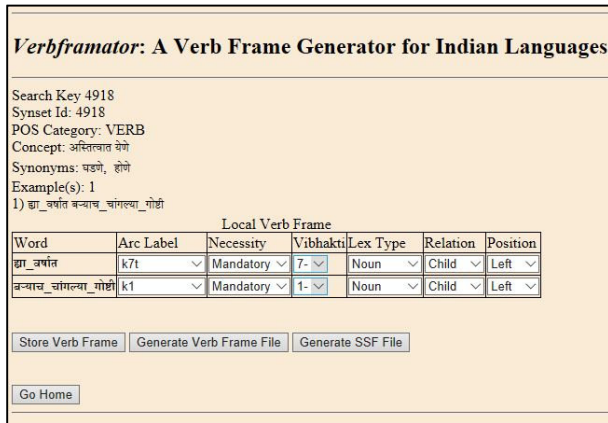 Verbframator: A Verb Frame Generator for Indian Languages
Search Key 4918
Synset Id: 4918
POS Category: VERB
Concept: अस्तित्वात येणे
Synonyms: घडणे, होणे
Example(s): 1
1) ह्या_वर्षात बऱ्याच_चांगल्या_गोष्टी
Local Verb Frame
Word Arc Label Necessity Vibhakti Lex Type Relation Position
ह्या_वर्षात k7t Mandatory 7- Noun Child Left
बऱ्याच_चांगल्या_गोष्टी k1 Mandatory 1- Noun Child Left
Store Verb Frame Generate Verb Frame File Generate SSF File
Go Home